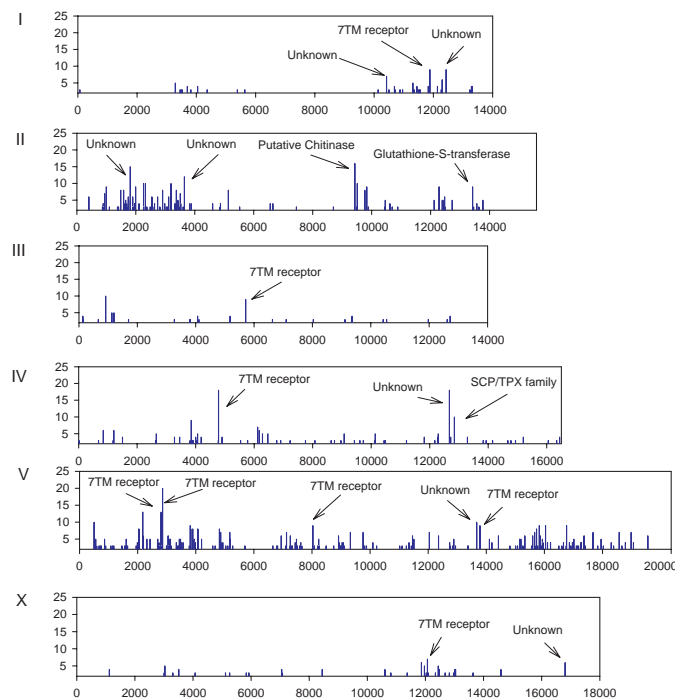 I
25
20
15
10
5
0 2000 4000 6000 8000 10000 12000 14000
Unknown
7TM receptor
Unknown
II
25
20
15
10
5
0 2000 4000 6000 8000 10000 12000 14000
Unknown
Unknown
Putative Chitinase
Glutathione-S-transferase
III
25
20
15
10
5
0 2000 4000 6000 8000 10000 12000 14000
7TM receptor
IV
25
20
15
10
5
0 2000 4000 6000 8000 10000 12000 14000 16000
7TM receptor
Unknown
SCP/TPX family
V
25
20
15
10
5
0 2000 4000 6000 8000 10000 12000 14000 16000 18000 20000
7TM receptor
7TM receptor
7TM receptor
Unknown
7TM receptor
X
25
20
15
10
5
0 2000 4000 6000 8000 10000 12000 14000 16000 18000
7TM receptor
Unknown